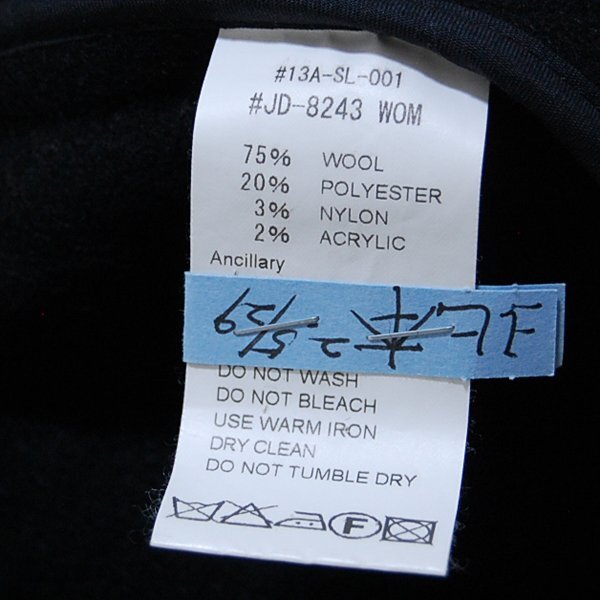 #13A-SL-001
#JD-8243 WOM
75% WOOL
20% POLYESTER
3% NYLON
2% ACRYLIC
Ancillary
DO NOT WASH
DO NOT BLEACH
USE WARM IRON
DRY CLEAN
DO NOT TUMBLE DRY
F